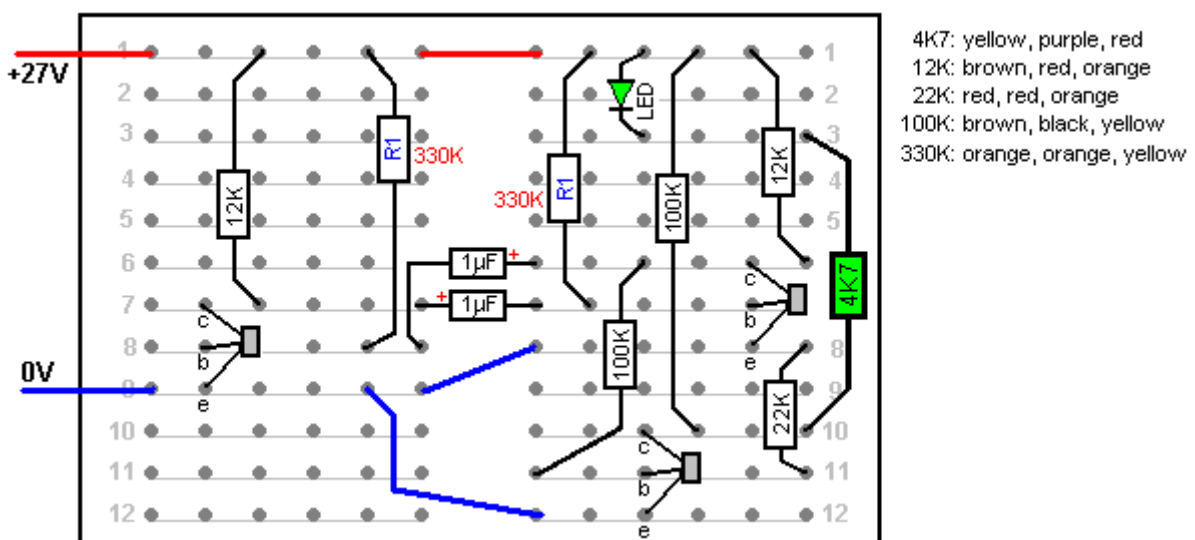 +27V
0V
1 1
2 2
3 3
4 4
5 5
6 6
7 7
8 8
9 9
10 10
11 11
12 12
12K
R1
330K
330K
R1
LED
100K
12K
4K7
+
1µF
+
1µF
100K
22K
c
b
e
c
b
e
c
b
e
4K7: yellow, purple, red
12K: brown, red, orange
22K: red, red, orange
100K: brown, black, yellow
330K: orange, orange, yellow